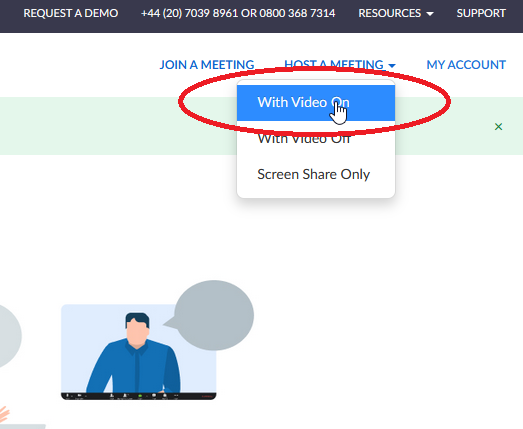 REQUEST A DEMO +44 (20) 7039 8961 OR 0800 368 7314 RESOURCES SUPPORT
JOIN A MEETING HOST A MEETING MY ACCOUNT
With Video On
With Video Off
Screen Share Only